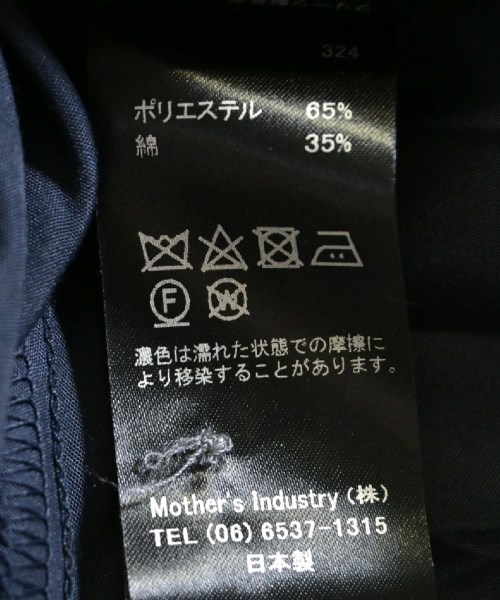 324
ポリエステル 65%
綿 35%
F
W
濃色は濡れた状態での摩擦に
より移染することがあります。
Mother's Industry (株)
TEL (06) 6537-1315
日本製